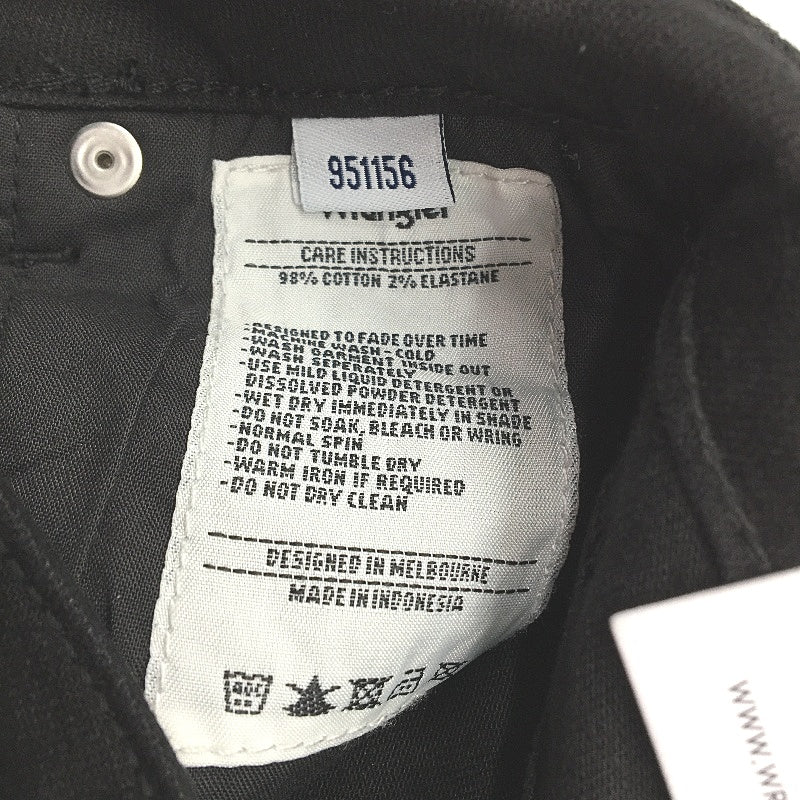 951156
Wrangler
CARE INSTRUCTIONS
98% COTTON 2% ELASTANE
-DESIGNED TO FADE OVER TIME
-MACHINE WASH-COLD
-WASH GARMENT INSIDE OUT
-WASH SEPERATELY
-USE MILD LIQUID DETERGENT OR
DISSOLVED POWDER DETERGENT
-WET DRY IMMEDIATELY IN SHADE
-DO NOT SOAK, BLEACH OR WRING
-NORMAL SPIN
-DO NOT TUMBLE DRY
-WARM IRON IF REQUIRED
-DO NOT DRY CLEAN
DESIGNED IN MELBOURNE
MADE IN INDONESIA